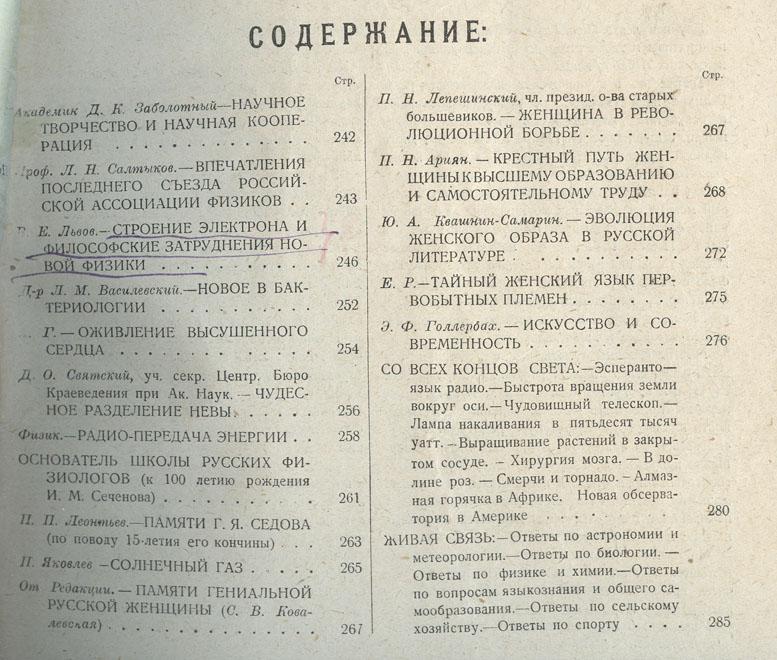 СОДЕРЖАНИЕ:
Стр.
Академик Д. К. Заболотный—НАУЧНОЕ
ТВОРЧЕСТВО И НАУЧНАЯ КООПЕ-
РАЦИЯ . . . . . . . . . . . . . . 242
Проф. Л. Н. Салтыков.—ВПЕЧАТЛЕНИЯ
ПОСЛЕДНЕГО СЪЕЗДА РОССИЙ-
СКОЙ АССОЦИАЦИИ ФИЗИКОВ . . 243
В. Е. Львов.—СТРОЕНИЕ ЭЛЕКТРОНА И
ФИЛОСОФСКИЕ ЗАТРУДНЕНИЯ НО-
ВОЙ ФИЗИКИ . . . . . . . . . . . 246
Д-р Л. М. Василевский.—НОВОЕ В БАК-
ТЕРИОЛОГИИ . . . . . . . . . . . 252
Г.—ОЖИВЛЕНИЕ ВЫСУШЕННОГО
СЕРДЦА . . . . . . . . . . . . . . 254
Д. О. Святский, уч. секр. Центр. Бюро
Краеведения при Ак. Наук. — ЧУДЕС-
НОЕ РАЗДЕЛЕНИЕ НЕВЫ . . . . . . 256
Физик.—РАДИО-ПЕРЕДАЧА ЭНЕРГИИ . . 258
ОСНОВАТЕЛЬ ШКОЛЫ РУССКИХ ФИ-
ЗИОЛОГОВ (к 100 летию рождения
И. М. Сеченова) . . . . . . . . . . 261
П. П. Леонтьев.—ПАМЯТИ Г. Я. СЕДОВА
(по поводу 15-летия его кончины) . . . 263
П Яковлев —СОЛНЕЧНЫЙ ГАЗ . . . . 265
От Редакции. — ПАМЯТИ ГЕНИАЛЬНОЙ
РУССКОЙ ЖЕНЩИНЫ (С. В. Кова-
левская) . . . . . . . . . . . . . . 267
Стр.
П. Н. Лепешинский, чл. презид. о-ва старых
большевиков. — ЖЕНЩИНА В РЕВО-
ЛЮЦИОННОЙ БОРЬБЕ . . . . . . . 267
П. Н. Ариян. — КРЕСТНЫЙ ПУТЬ ЖЕН-
ЩИНЫ К ВЫСШЕМУ ОБРАЗОВАНИЮ
И САМОСТОЯТЕЛЬНОМУ ТРУДУ . . 268
Ю. А. Квашнин-Самарин. — ЭВОЛЮЦИЯ
ЖЕНСКОГО ОБРАЗА В РУССКОЙ
ЛИТЕРАТУРЕ . . . . . . . . . . . . 272
Е. Р.—ТАЙНЫЙ ЖЕНСКИЙ ЯЗЫК ПЕР-
ВОБЫТНЫХ ПЛЕМЕН . . . . . . . . 275
Э. Ф. Голлербах. — ИСКУССТВО И СО-
ВРЕМЕННОСТЬ . . . . . . . . . . . 276
СО ВСЕХ КОНЦОВ СВЕТА:—Эсперанто—
язык радио.—Быстрота вращения земли
вокруг оси.—Чудовищный телескоп.—
Лампа накаливания в пятьдесят тысяч
уатт. — Выращивание растений в закры-
том сосуде. - Хирургия мозга. — В до-
лине роз. — Смерчи и торнадо. – Алмаз-
ная горячка в Африке. Новая обсерва-
тория в Америке . . . . . . . . . 280
ЖИВАЯ СВЯЗЬ:—Ответы по астрономии и
метеорологии.—Ответы по биологии. —
Ответы по физике и химии.—Ответы
по вопросам языкознания и общего са-
мообразования.—Ответы по сельскому
хозяйству.—Ответы по спорту . . . . 285